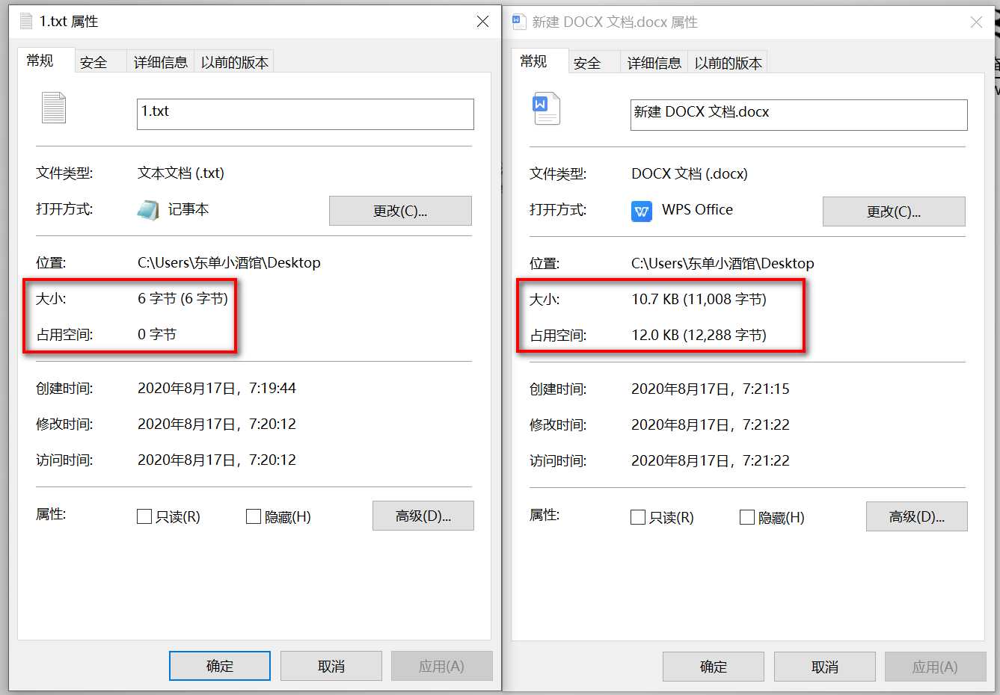 1.txt 属性
常规 安全 详细信息 以前的版本
1.txt
文件类型: 文本文档 (.txt)
打开方式: 记事本 更改(C)...
位置: C:\Users\东单小酒馆\Desktop
大小: 6 字节 (6 字节)
占用空间: 0 字节
创建时间: 2020年8月17日，7:19:44
修改时间: 2020年8月17日，7:20:12
访问时间: 2020年8月17日，7:20:12
属性: 只读(R) 隐藏(H) 高级(D)...
确定 取消 应用(A)
新建 DOCX 文档.docx 属性
常规 安全 详细信息 以前的版本
新建 DOCX 文档.docx
文件类型: DOCX 文档 (.docx)
打开方式: WPS Office 更改(C)...
位置: C:\Users\东单小酒馆\Desktop
大小: 10.7 KB (11,008 字节)
占用空间: 12.0 KB (12,288 字节)
创建时间: 2020年8月17日，7:21:15
修改时间: 2020年8月17日，7:21:22
访问时间: 2020年8月17日，7:21:22
属性: 只读(R) 隐藏(H) 高级(D)...
确定 取消 应用(A)